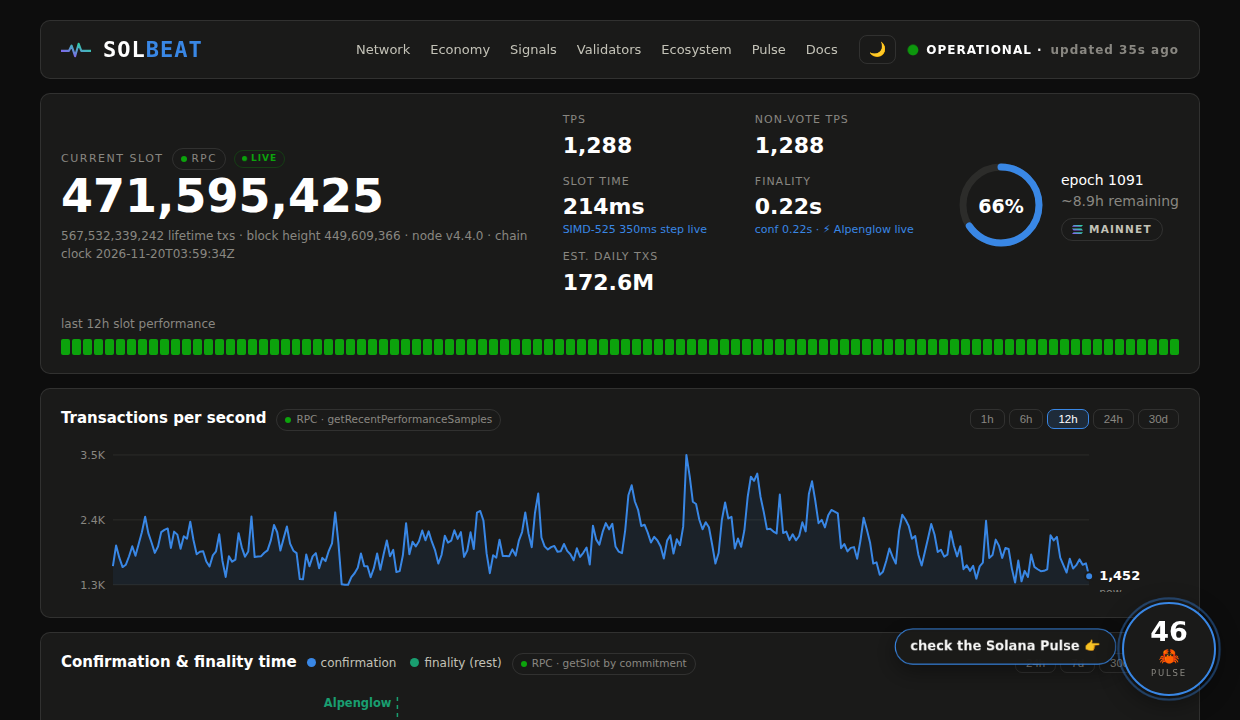 SOLBEAT
Network Economy Signals Validators Ecosystem Pulse Docs
OPERATIONAL · updated 35s ago
CURRENT SLOT RPC LIVE
471,595,425
567,532,339,242 lifetime txs · block height 449,609,366 · node v4.4.0 · chain
clock 2026-11-20T03:59:34Z
TPS
1,288
NON-VOTE TPS
1,288
SLOT TIME
214ms
SIMD-525 350ms step live
FINALITY
0.22s
conf 0.22s · ⚡ Alpenglow live
EST. DAILY TXS
172.6M
66%
epoch 1091
~8.9h remaining
MAINNET
last 12h slot performance
Transactions per second RPC · getRecentPerformanceSamples
1h 6h 12h 24h 30d
3.5K
2.4K
1.3K
1,452
now
Confirmation & finality time confirmation finality (rest) RPC · getSlot by commitment
check the Solana Pulse 👉
46
PULSE
Alpenglow